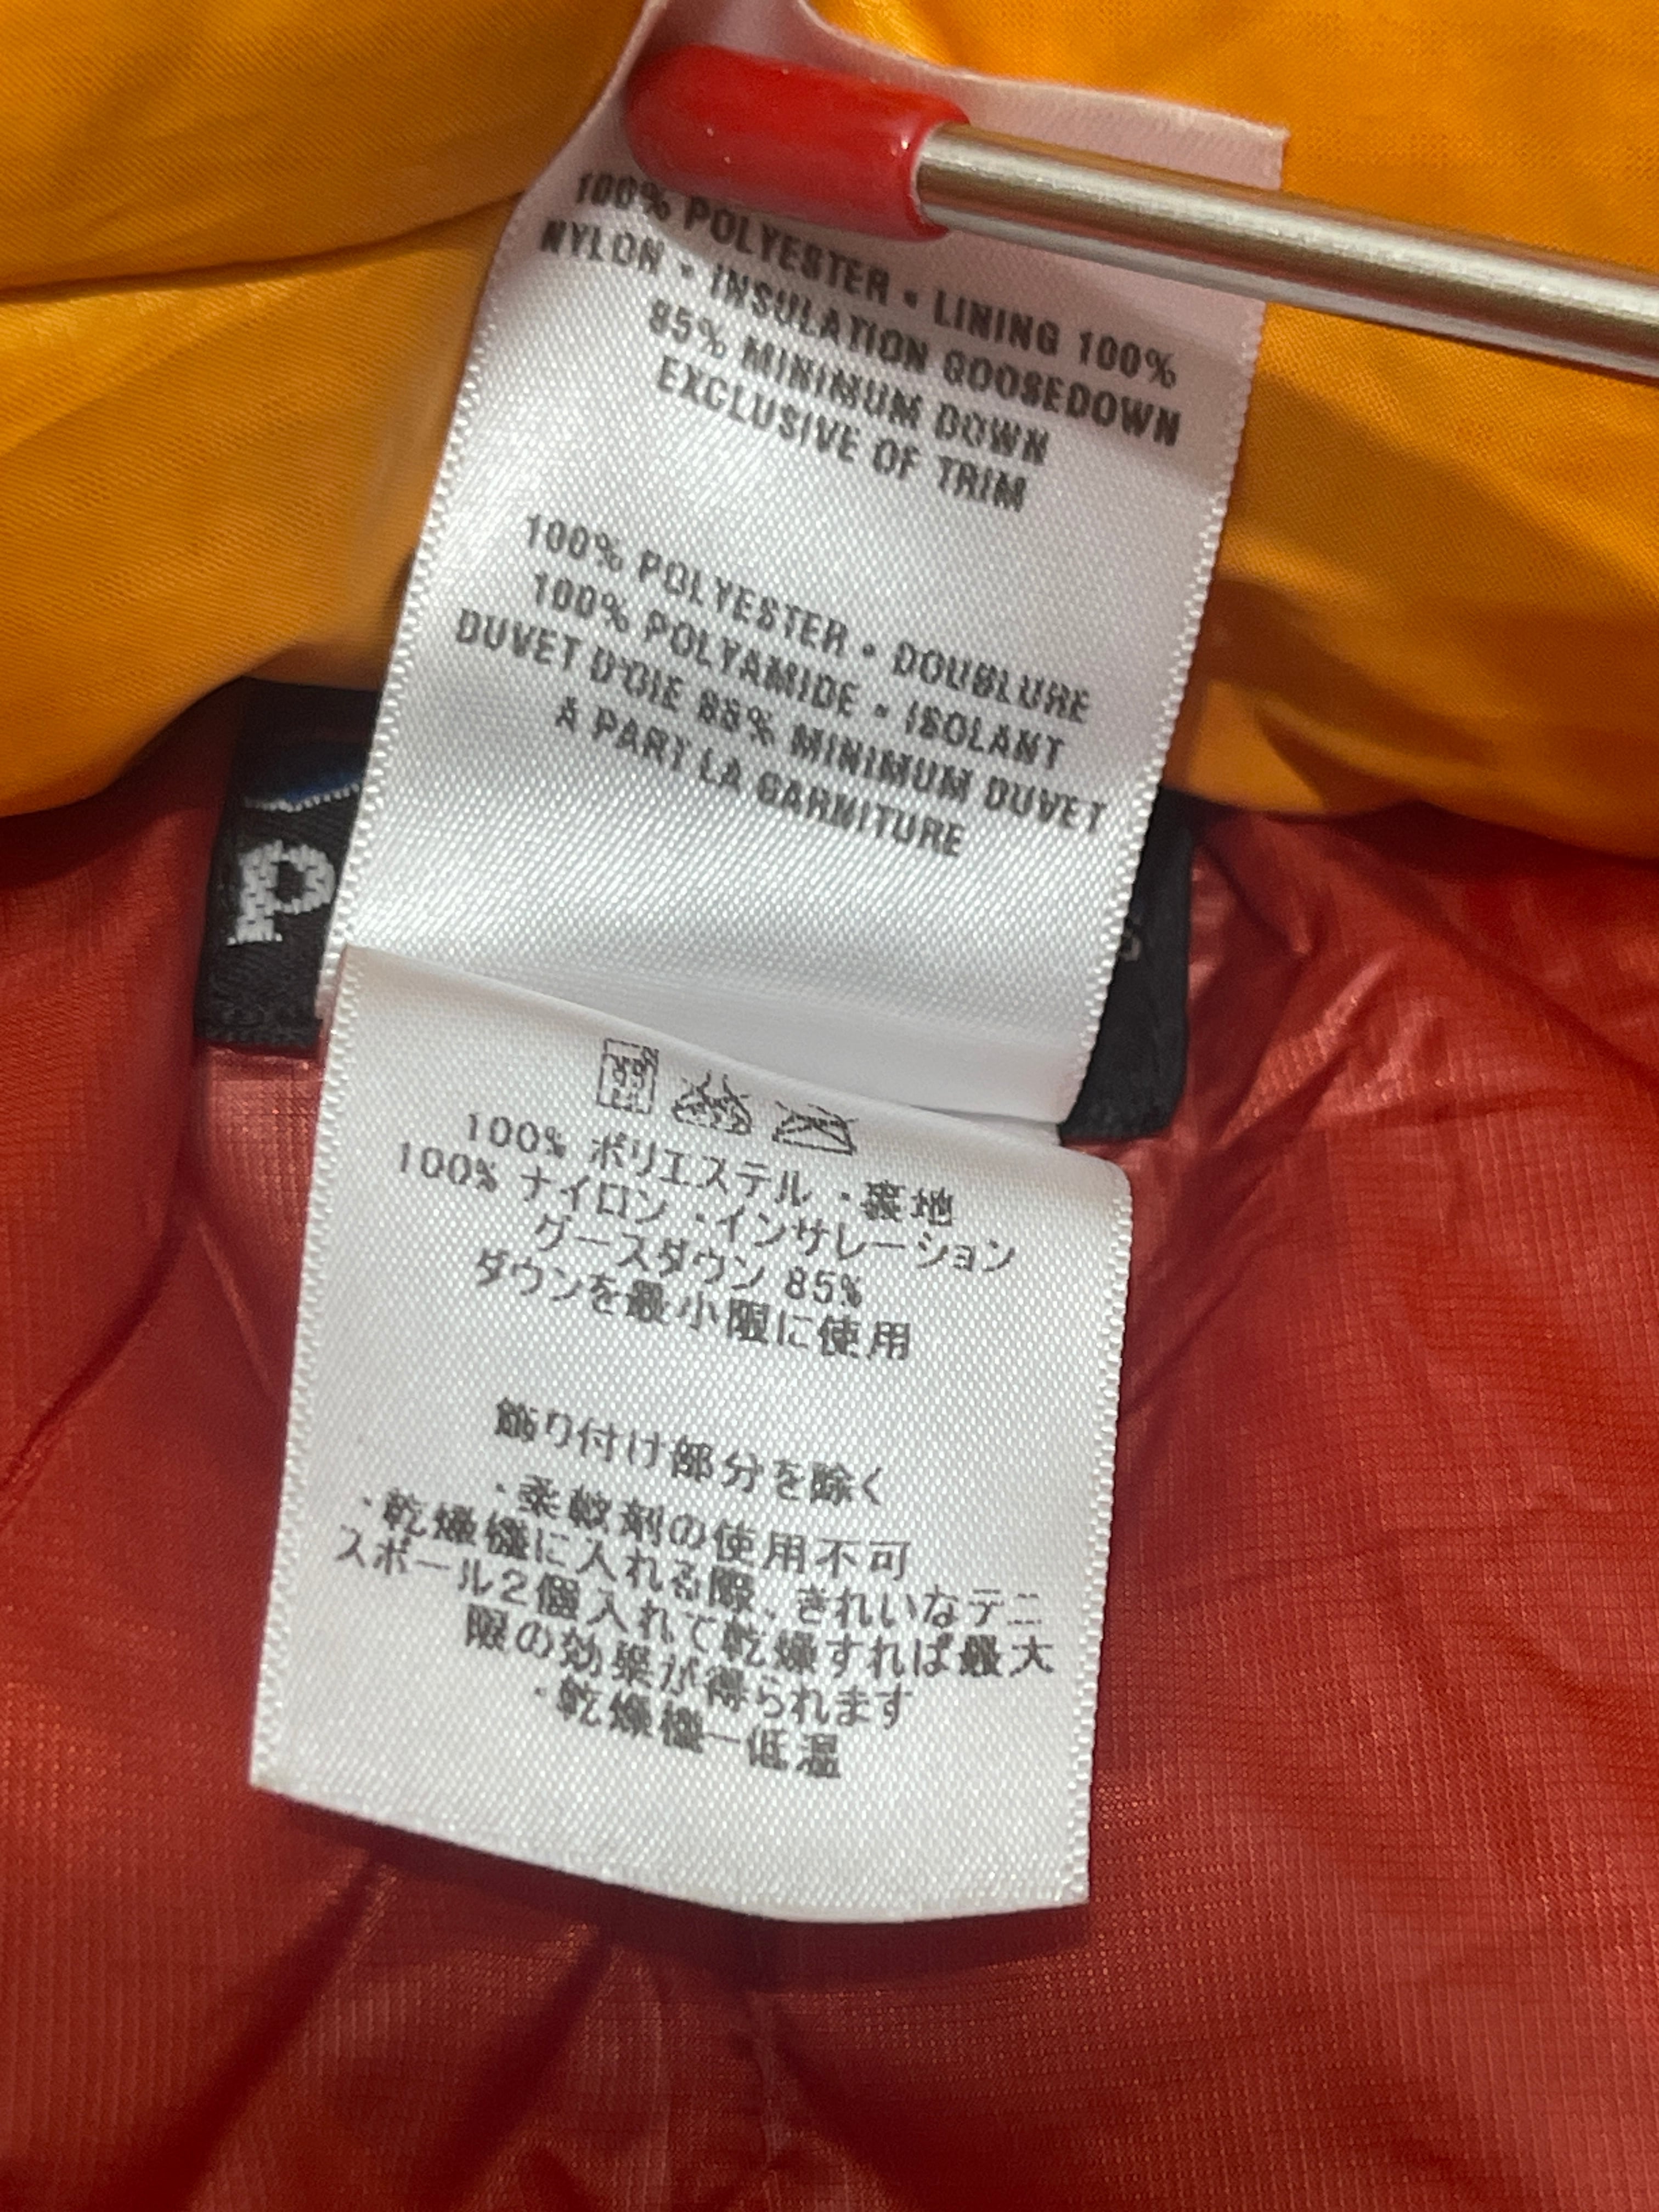 100% POLYESTER • LINING 100%
NYLON • INSULATION GOOSEDOWN
85% MINIMUM DOWN
EXCLUSIVE OF TRIM
100% POLYESTER • DOUBLURE
100% POLYAMIDE • ISOLANT
DUVET D'OIE 85% MINIMUM DUVET
À PART LA GARNITURE
p
100% ポリエステル ・裏地
100% ナイロン ・インサレーション
グースダウン 85%
ダウンを最小限に使用
飾り付け部分を除く
・柔軟剤の使用不可
・乾燥機に入れる際、きれいなテニ
スボール2個入れて乾燥すれば最大
限の効果が得られます
・乾燥機ー低温